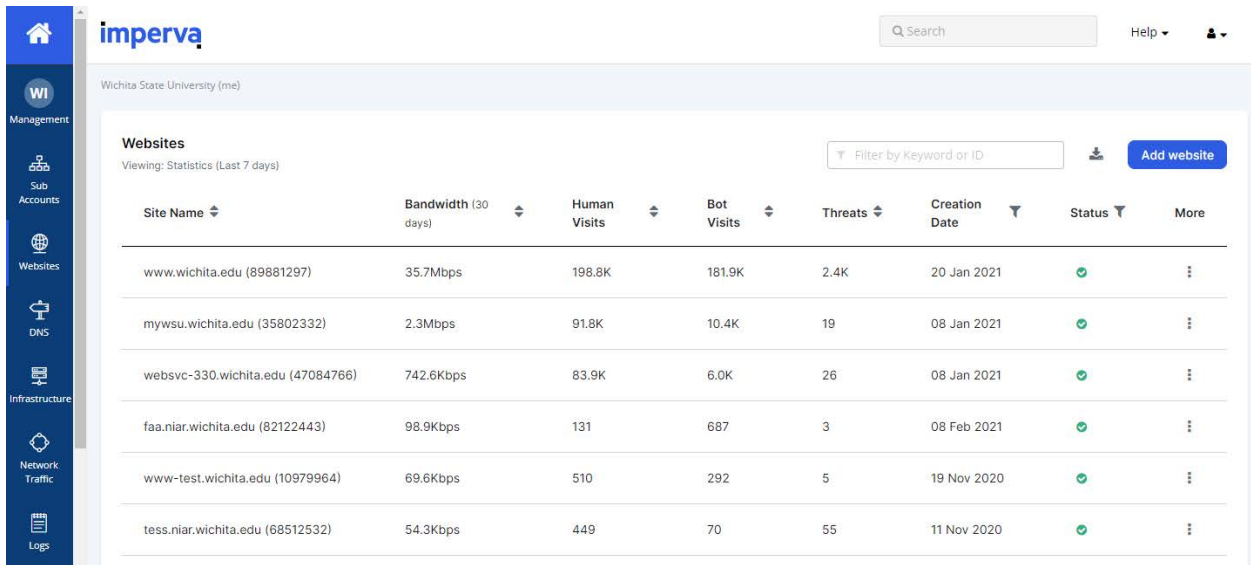 imperva
Search
Help
Wichita State University (me)
WI
Management
Sub
Accounts
Websites
DNS
Infrastructure
Network
Traffic
Logs
Websites
Viewing: Statistics (Last 7 days)
Filter by Keyword or ID
Add website
Site Name Bandwidth (30 days) Human Visits Bot Visits Threats Creation Date Status More
www.wichita.edu (89881297) 35.7Mbps 198.8K 181.9K 2.4K 20 Jan 2021
mywsu.wichita.edu (35802332) 2.3Mbps 91.8K 10.4K 19 08 Jan 2021
websvc-330.wichita.edu (47084766) 742.6Kbps 83.9K 6.0K 26 08 Jan 2021
faa.niar.wichita.edu (82122443) 98.9Kbps 131 687 3 08 Feb 2021
www-test.wichita.edu (10979964) 69.6Kbps 510 292 5 19 Nov 2020
tess.niar.wichita.edu (68512532) 54.3Kbps 449 70 55 11 Nov 2020